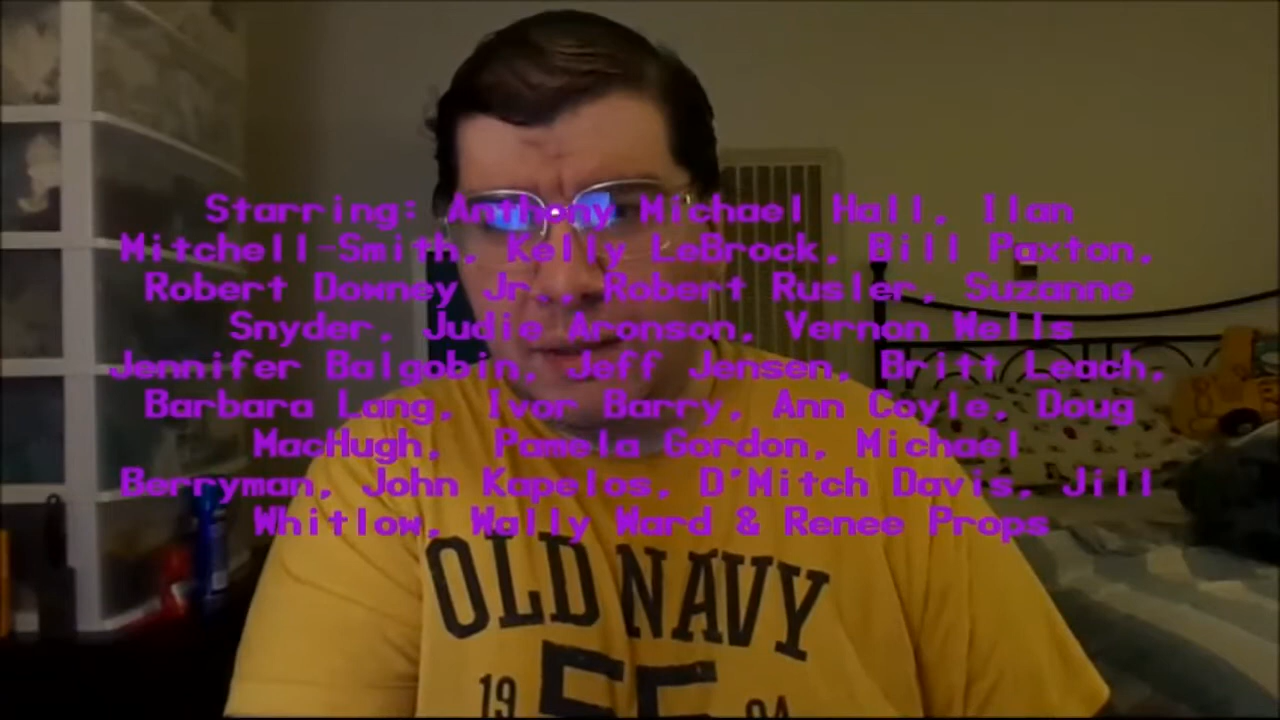 Starring: Anthony Michael Hall, Ilan
Mitchell-Smith, Kelly LeBrock, Bill Paxton,
Robert Downey Jr., Robert Rusler, Suzanne
Snyder, Judie Aronson, Vernon Wells
Jennifer Balgobin, Jeff Jensen, Britt Leach,
Barbara Lang, Ivor Barry, Ann Coyle, Doug
MacHugh, Pamela Gordon, Michael
Berryman, John Kapelos, D'Mitch Davis, Jill
Whitlow, Wally Ward & Renee Props
OLD NAVY
19